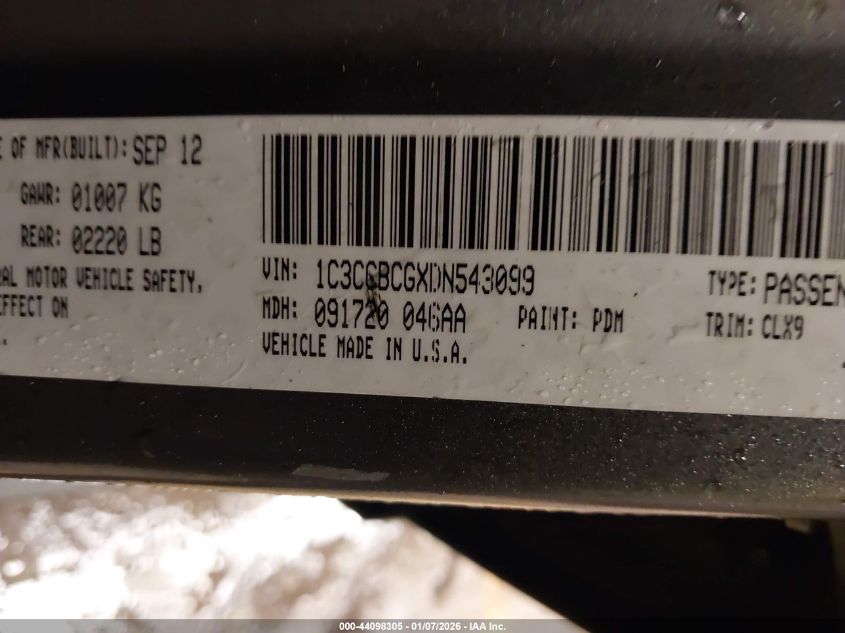 E OF MFR(BUILT): SEP 12
GAWR: 01007 KG
REAR: 02220 LB
AL MOTOR VEHICLE SAFETY,
EFFECT ON
VIN: 1C3CCBCGXDN543099
TYPE: PASSEN
MDH: 091720 046AA
PAINT: PDM
TRIM: CLX9
VEHICLE MADE IN U.S.A.
000-44098305 - 01/07/2026 - IAA Inc.